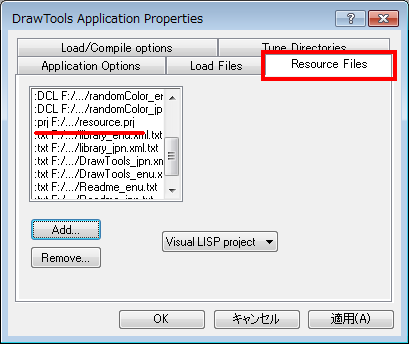 DrawTools Application Properties
Load/Compile options
Tune Directories
Application Options
Load Files
Resource Files
:DCL F:/.../randomColor_en
:DCL F:/.../randomColor_jp
:prj F:/.../resource.prj
:txt F:/.../library_enu.xml.txt
:txt F:/.../library_jpn.xml.txt
:txt F:/.../DrawTools_jpn.xn
:txt F:/.../DrawTools_enu.x
:txt F:/.../Readme_enu.txt
Add...
Remove...
Visual LISP project
OK
キャンセル
適用(A)